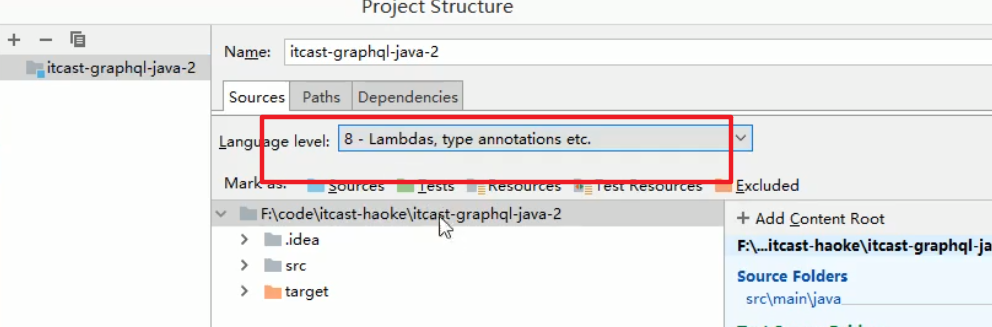 Project Structure
itcast-graphql-java-2
Name: itcast-graphql-java-2
Sources Paths Dependencies
Language level: 8 - Lambdas, type annotations etc.
Mark as: Sources Tests Resources Test Resources Excluded
F:\code\itcast-haoke\itcast-graphql-java-2
.idea
src
target
+ Add Content Root
F:\...itcast-haoke\itcast-graphql-ja
Source Folders
src\main\java